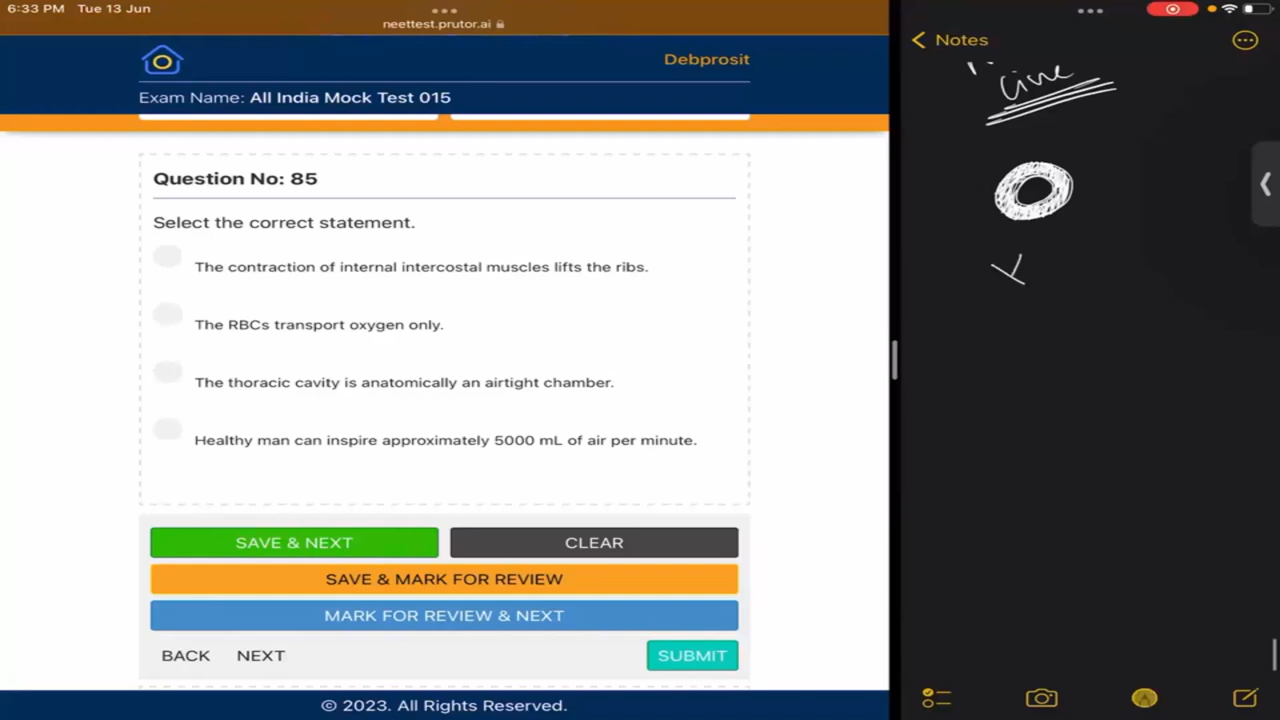 6:33 PM Tue 13 Jun
neettest.prutor.ai
Debprosit
Exam Name: All India Mock Test 015
Question No: 85
Select the correct statement.
The contraction of internal intercostal muscles lifts the ribs.
The RBCs transport oxygen only.
The thoracic cavity is anatomically an airtight chamber.
Healthy man can inspire approximately 5000 mL of air per minute.
SAVE & NEXT
CLEAR
SAVE & MARK FOR REVIEW
MARK FOR REVIEW & NEXT
BACK
NEXT
SUBMIT
© 2023. All Rights Reserved.
Notes